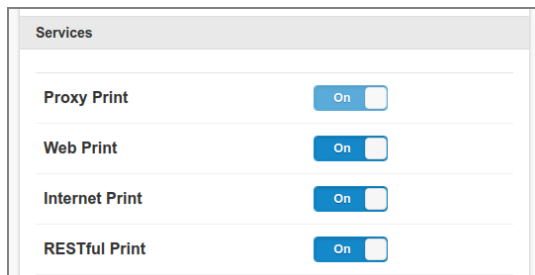 Services
Proxy Print On
Web Print On
Internet Print On
RESTful Print On